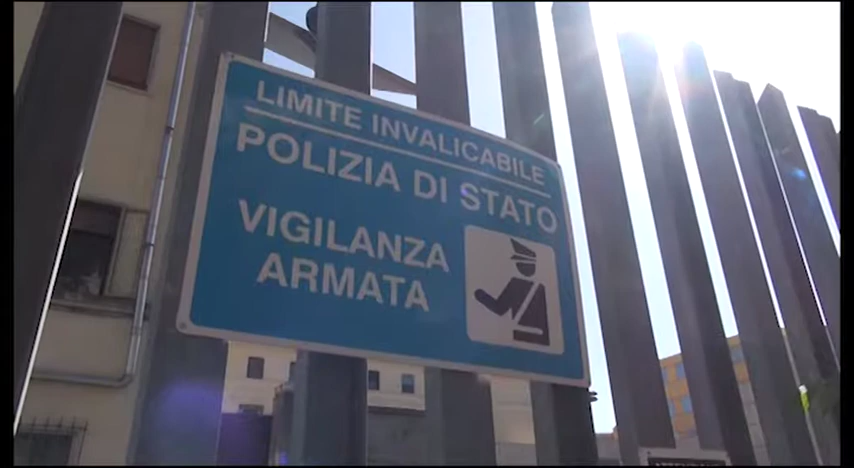 LIMITE INVALICABILE
POLIZIA DI STATO
VIGILANZA
ARMATA